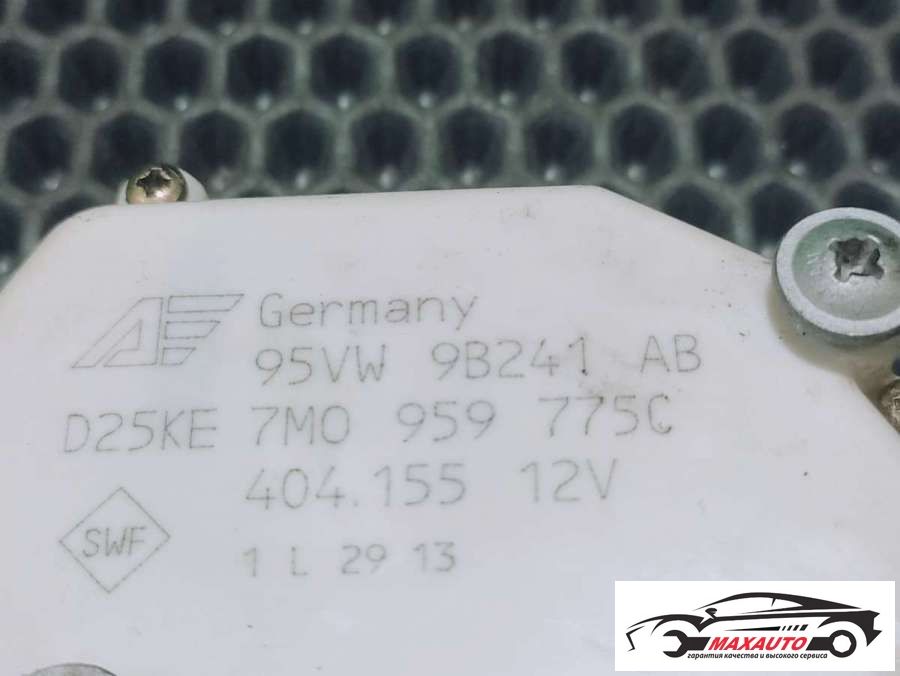 Germany
95VW 9B241 AB
D25KE 7M0 959 775C
404.155 12V
SWF
1 L 29 13
MAXAUTO
гарантия качества и высокого сервиса